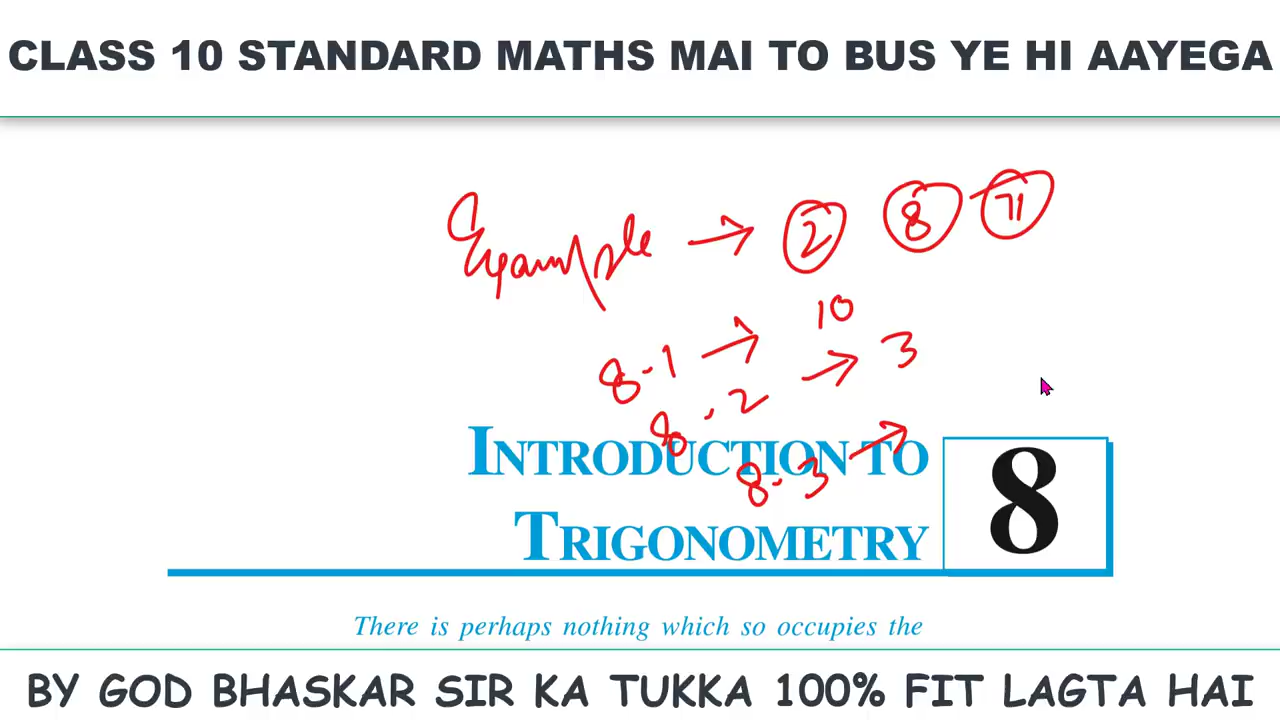 CLASS 10 STANDARD MATHS MAI TO BUS YE HI AAYEGA
Example → 2 8 11
8.1 → 10
8.2 → 3
8.3 →
INTRODUCTION TO
TRIGONOMETRY
8
There is perhaps nothing which so occupies the
BY GOD BHASKAR SIR KA TUKKA 100% FIT LAGTA HAI